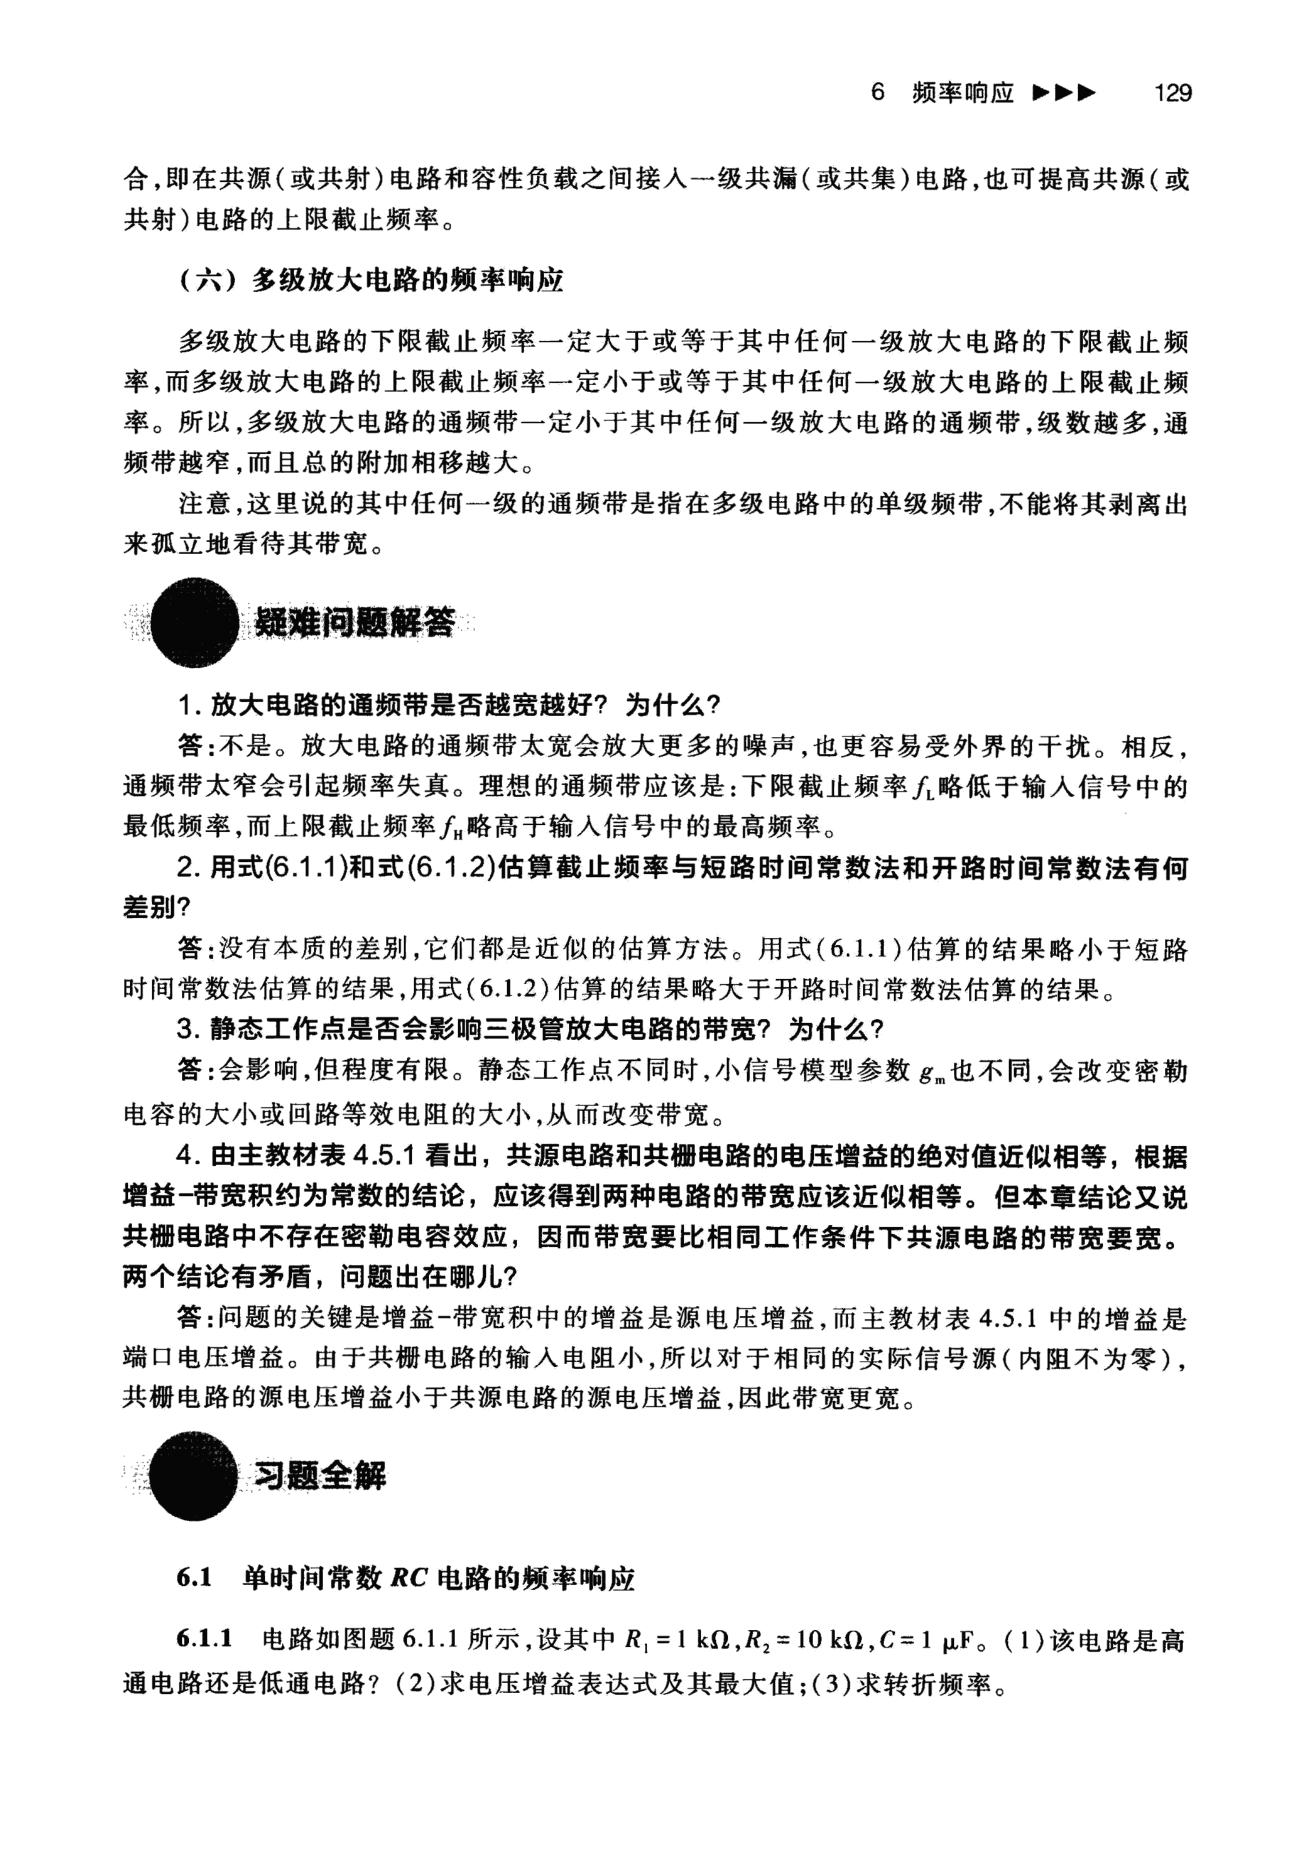 6 频率响应 ▶▶▶ 129
合,即在共源(或共射)电路和容性负载之间接入一级共漏(或共集)电路,也可提高共源(或
共射)电路的上限截止频率。
(六) 多级放大电路的频率响应
多级放大电路的下限截止频率一定大于或等于其中任何一级放大电路的下限截止频
率,而多级放大电路的上限截止频率一定小于或等于其中任何一级放大电路的上限截止频
率。所以,多级放大电路的通频带一定小于其中任何一级放大电路的通频带,级数越多,通
频带越窄,而且总的附加相移越大。
注意,这里说的其中任何一级的通频带是指在多级电路中的单级频带,不能将其剥离出
来孤立地看待其带宽。
疑难问题解答
1. 放大电路的通频带是否越宽越好? 为什么?
答:不是。放大电路的通频带太宽会放大更多的噪声,也更容易受外界的干扰。相反,
通频带太窄会引起频率失真。理想的通频带应该是:下限截止频率 f_L 略低于输入信号中的
最低频率,而上限截止频率 f_H 略高于输入信号中的最高频率。
2. 用式(6.1.1)和式(6.1.2)估算截止频率与短路时间常数法和开路时间常数法有何
差别?
答:没有本质的差别,它们都是近似的估算方法。用式(6.1.1)估算的结果略小于短路
时间常数法估算的结果,用式(6.1.2)估算的结果略大于开路时间常数法估算的结果。
3. 静态工作点是否会影响三极管放大电路的带宽? 为什么?
答:会影响,但程度有限。静态工作点不同时,小信号模型参数 g_m 也不同,会改变密勒
电容的大小或回路等效电阻的大小,从而改变带宽。
4. 由主教材表 4.5.1 看出，共源电路和共栅电路的电压增益的绝对值近似相等，根据
增益-带宽积约为常数的结论，应该得到两种电路的带宽应该近似相等。但本章结论又说
共栅电路中不存在密勒电容效应，因而带宽要比相同工作条件下共源电路的带宽要宽。
两个结论有矛盾，问题出在哪儿?
答:问题的关键是增益-带宽积中的增益是源电压增益,而主教材表 4.5.1 中的增益是
端口电压增益。由于共栅电路的输入电阻小,所以对于相同的实际信号源(内阻不为零),
共栅电路的源电压增益小于共源电路的源电压增益,因此带宽更宽。
习题全解
6.1 单时间常数 RC 电路的频率响应
6.1.1 电路如图题 6.1.1 所示,设其中 R₁ = 1 kΩ,R₂ = 10 kΩ,C = 1 μF。(1)该电路是高
通电路还是低通电路? (2)求电压增益表达式及其最大值;(3)求转折频率。